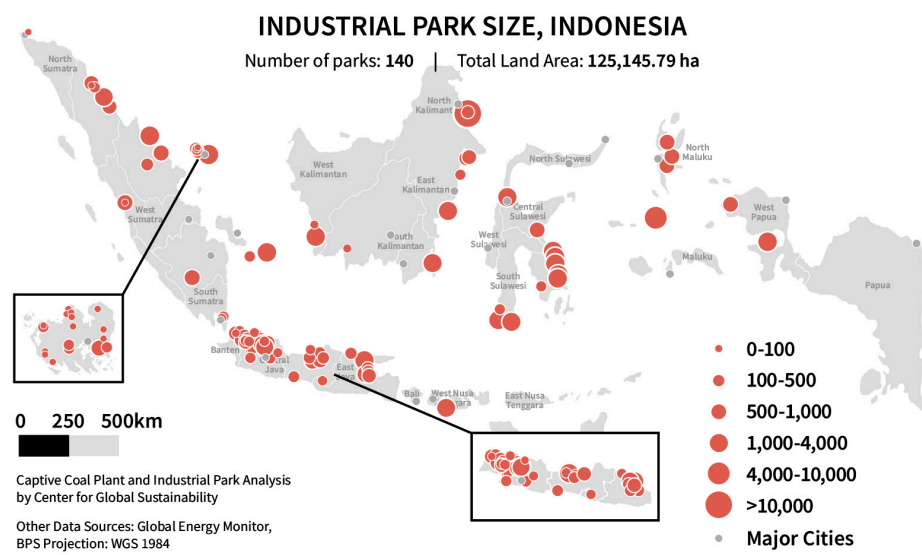 INDUSTRIAL PARK SIZE, INDONESIA
Number of parks: 140 | Total Land Area: 125,145.79 ha
North
Sumatra
West
Sumatra
South
Sumatra
Banten
Java
East
Bali
West Nusa
East Nusa
Tenggara
West
Kalimantan
North
Kalimant
East
Kalimantan
South
Kalimantan
North Sulawesi
Central
Sulawesi
West
Sulawesi
South
Sulawesi
North
Maluku
Maluku
West
Papua
Papua
0 250 500km
Captive Coal Plant and Industrial Park Analysis
by Center for Global Sustainability
Other Data Sources: Global Energy Monitor,
BPS Projection: WGS 1984
0-100
100-500
500-1,000
1,000-4,000
4,000-10,000
>10,000
Major Cities